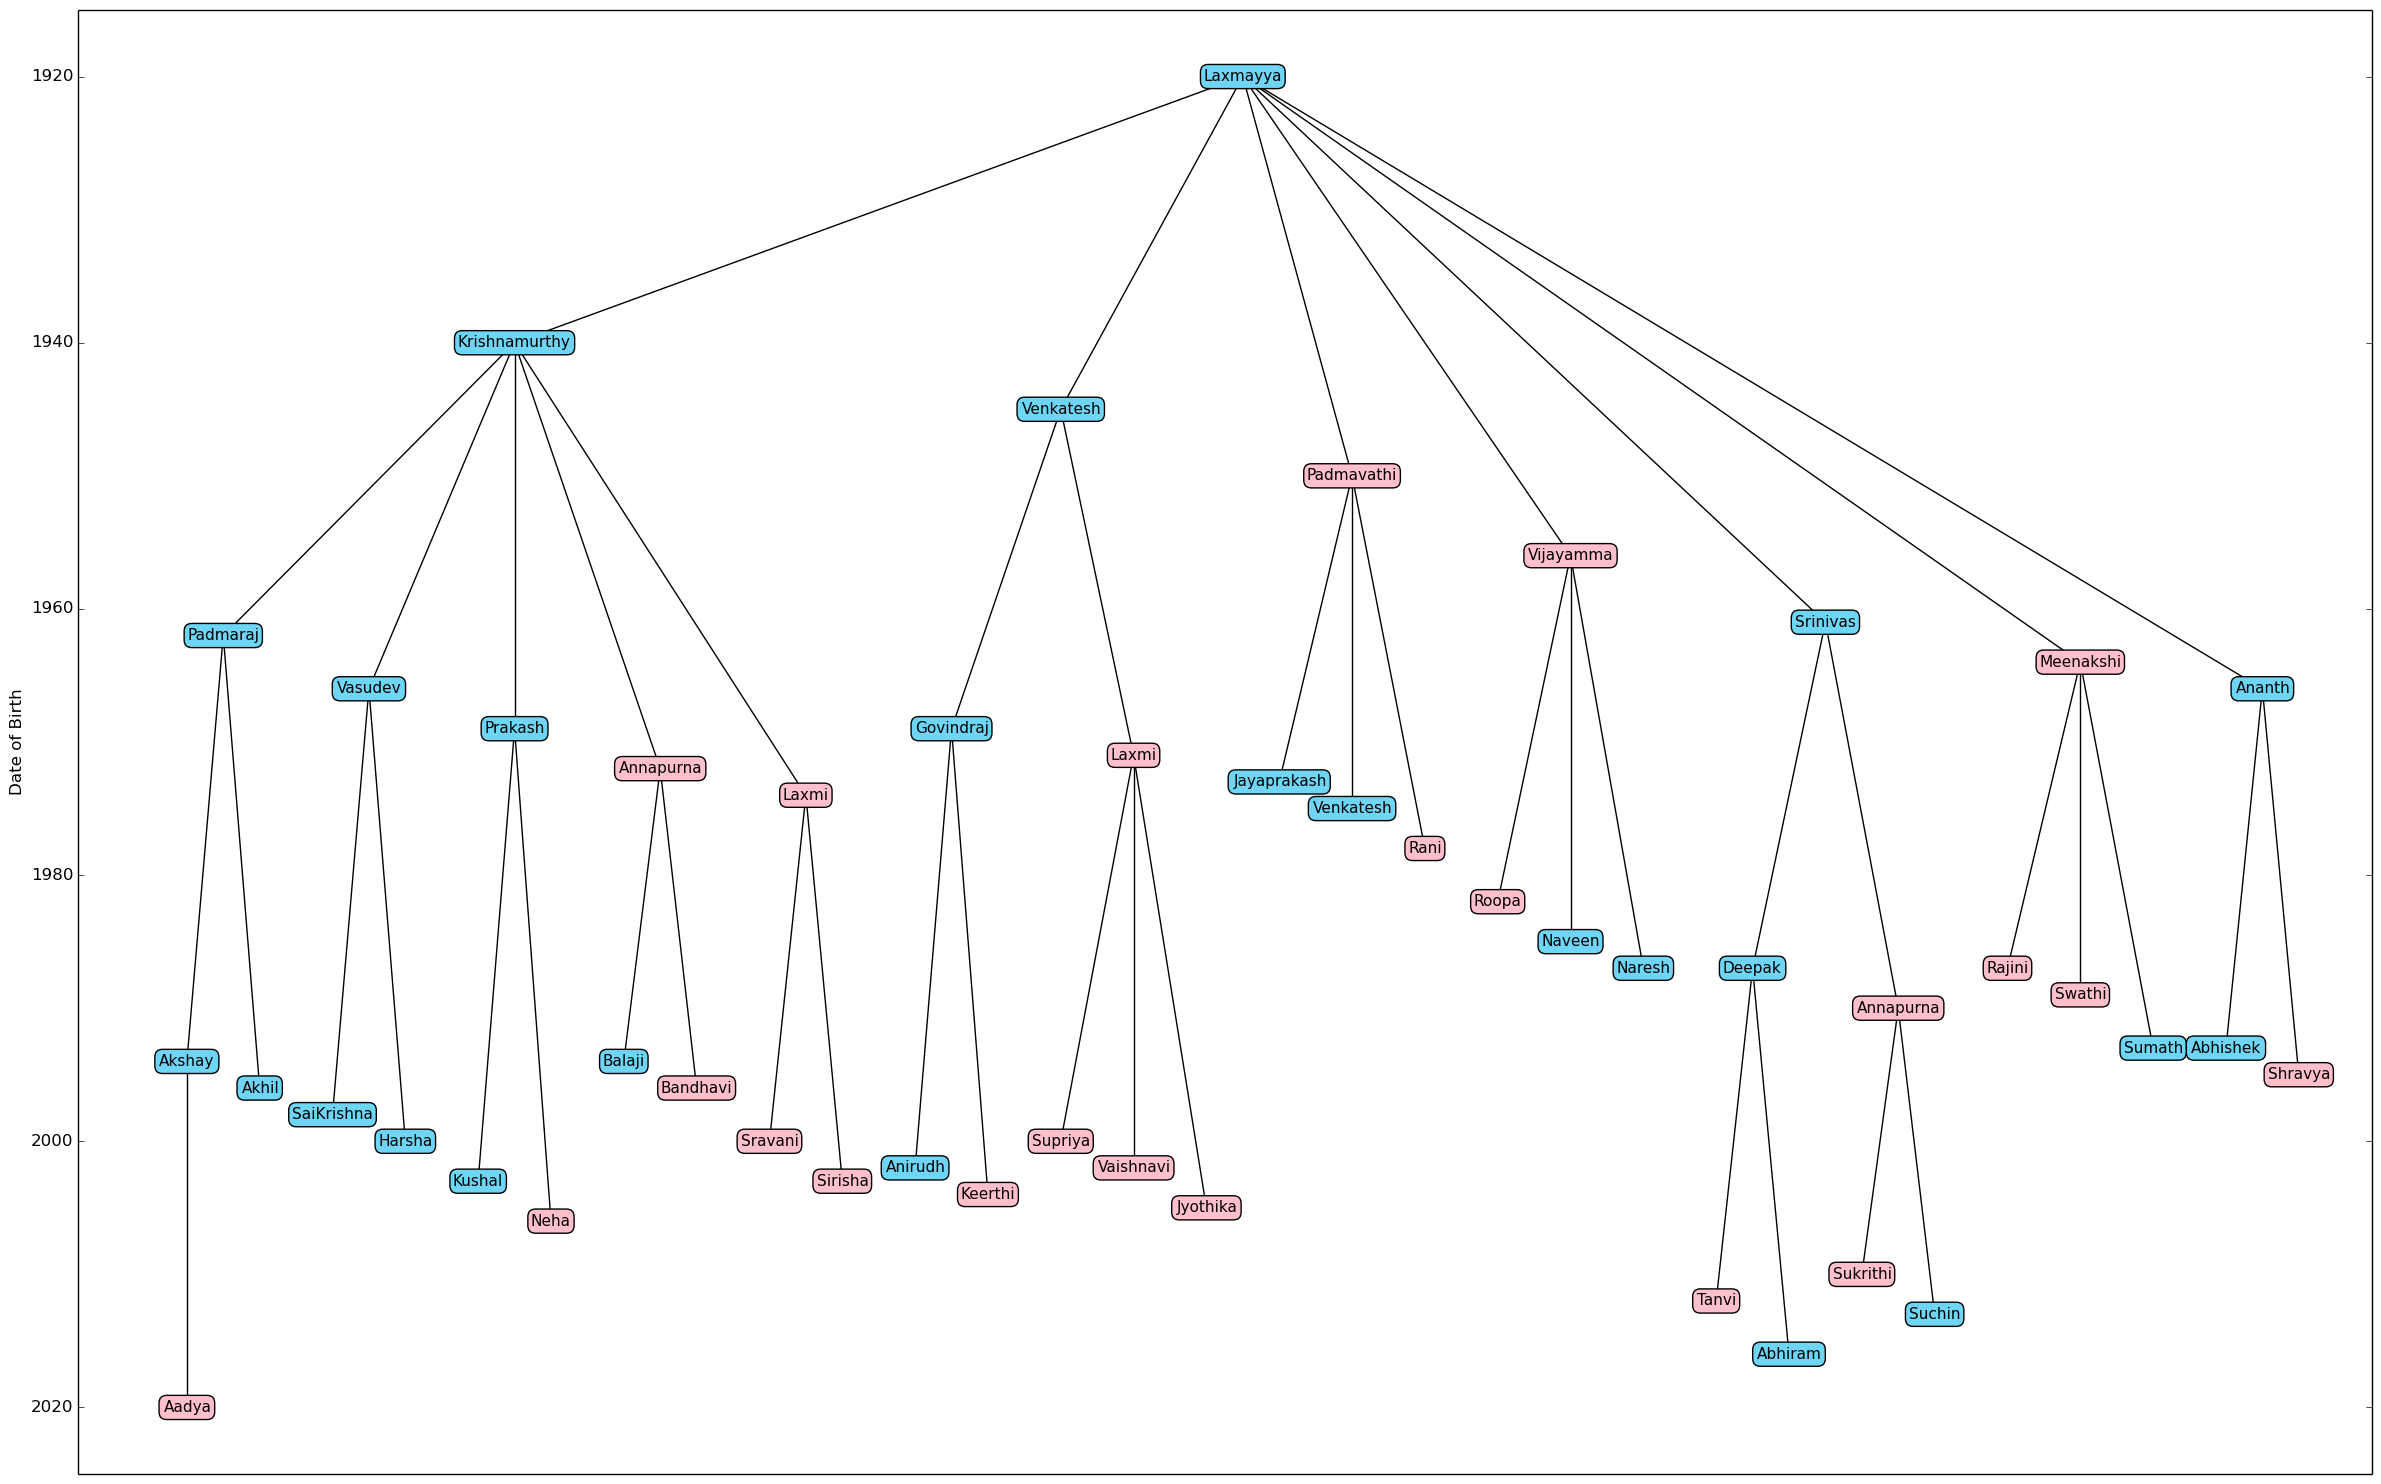 Laxmayya
1920
Krishnamurthy
1940
Venkatesh
Padmavathi
Vijayamma
1960
Srinivas
Padmaraj
Meenakshi
Vasudev
Ananth
Date of Birth
Prakash
Govindraj
Laxmi
Annapurna
Jayaprakash
Laxmi
Venkatesh
Rani
1980
Roopa
Naveen
Naresh
Deepak
Rajini
Swathi
Annapurna
Akshay
Balaji
Sumath
Abhishek
Shravya
Akhil
Bandhavi
SaiKrishna
2000
Harsha
Sravani
Supriya
Anirudh
Vaishnavi
Kushal
Sirisha
Keerthi
Jyothika
Neha
Sukrithi
Tanvi
Suchin
Abhiram
2020
Aadya